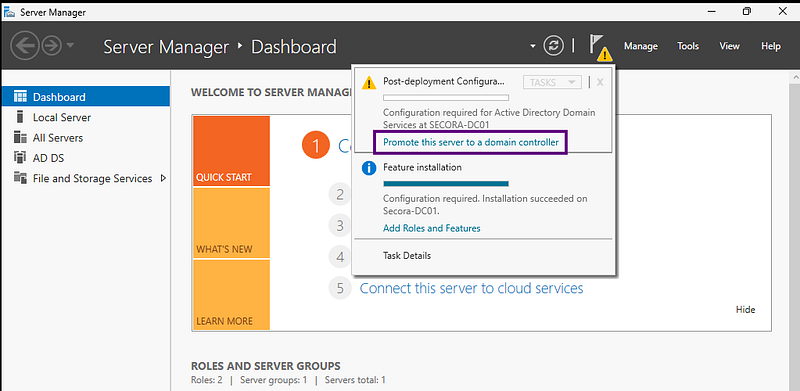 Server Manager
Server Manager • Dashboard
Manage Tools View Help
Dashboard
Local Server
All Servers
AD DS
File and Storage Services
WELCOME TO SERVER MANAG
QUICK START
WHAT'S NEW
LEARN MORE
1
2
3
4
5 Connect this server to cloud services
Hide
Post-deployment Configura...
TASKS
X
Configuration required for Active Directory Domain
Services at SECORA-DC01
Promote this server to a domain controller
Feature installation
Configuration required. Installation succeeded on
Secora-DC01.
Add Roles and Features
Task Details
ROLES AND SERVER GROUPS
Roles: 2 | Server groups: 1 | Servers total: 1